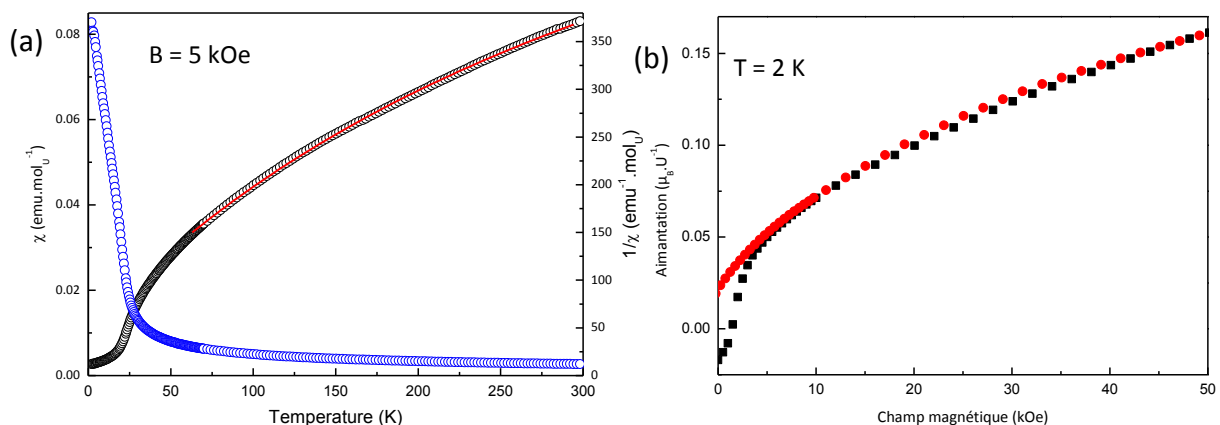 (a)
B = 5 kOe
χ (emu.mol_U⁻¹)
0.08
0.06
0.04
0.02
0.00
0 50 100 150 200 250 300
Temperature (K)
350
300
250
200
150
100
50
0
1/χ (emu⁻¹.mol_U)
(b)
T = 2 K
Aimantation (μ_B.U⁻¹)
0.15
0.10
0.05
0.00
0 10 20 30 40 50
Champ magnétique (kOe)